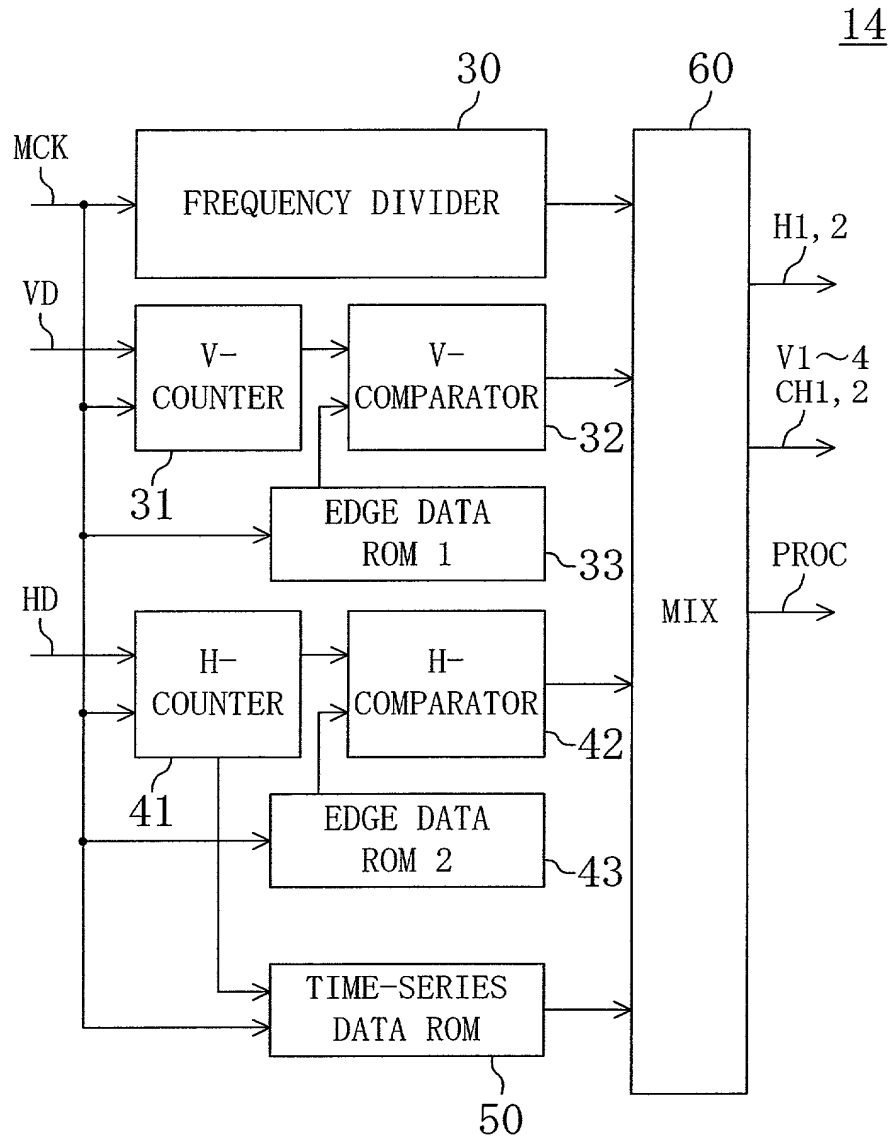 14
30
60
MCK
FREQUENCY DIVIDER
H1,2
VD
V-
COUNTER
V-
COMPARATOR
V1～4
CH1,2
31
32
EDGE DATA
ROM 1
33
PROC
HD
MIX
H-
COUNTER
H-
COMPARATOR
41
42
EDGE DATA
ROM 2
43
TIME-SERIES
DATA ROM
50